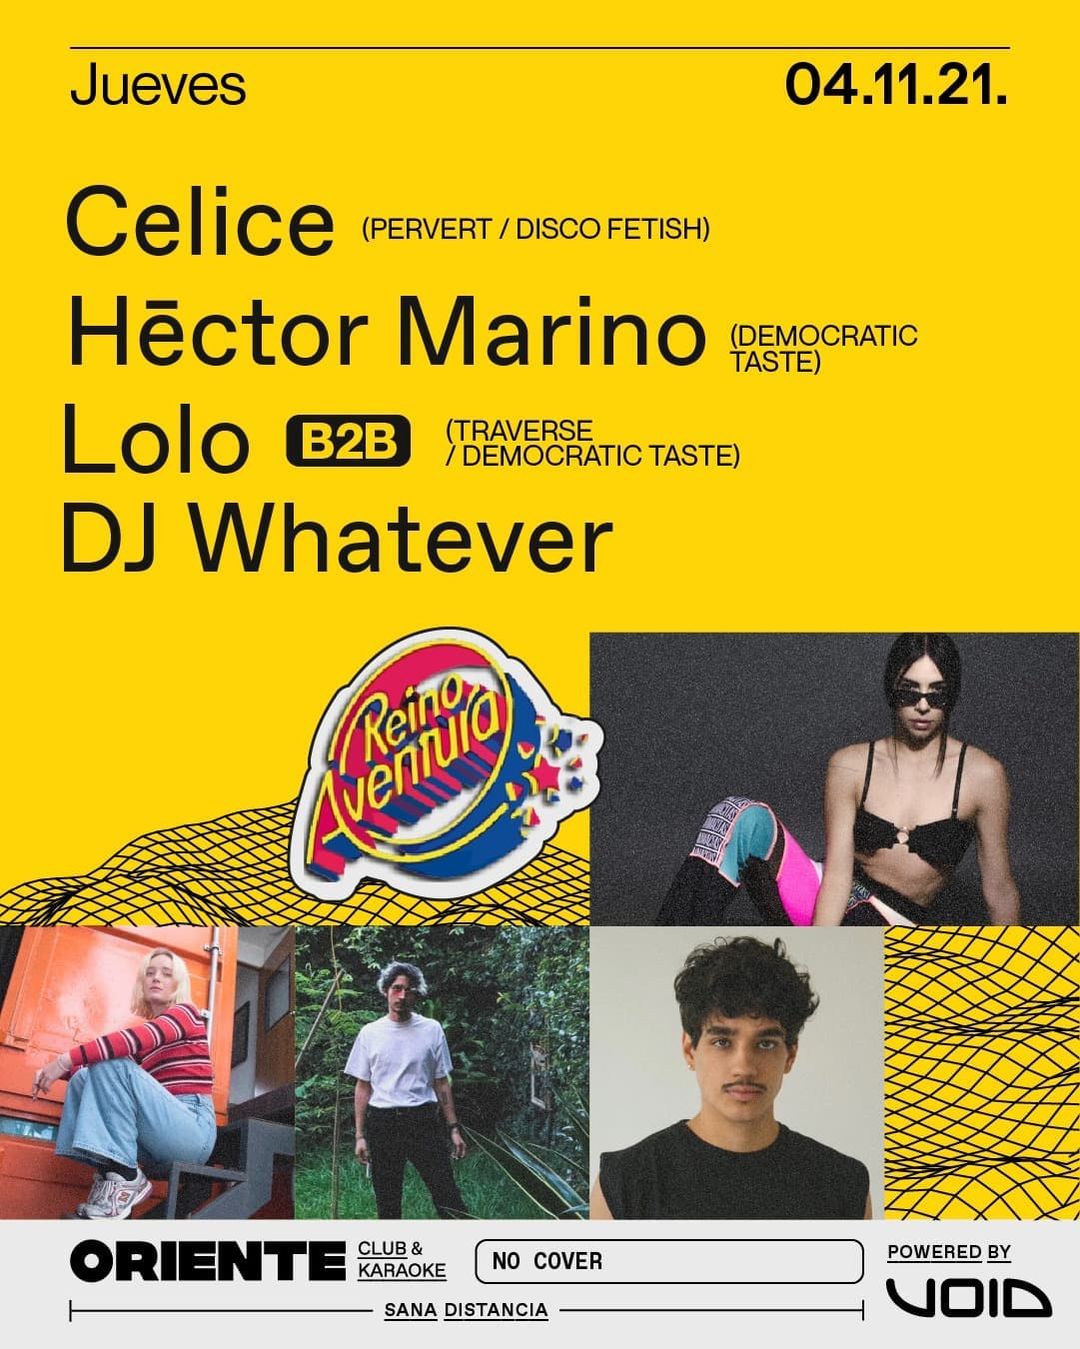 Jueves
04.11.21.
Celice (PERVERT / DISCO FETISH)
Hēctor Marino (DEMOCRATIC
TASTE)
Lolo B2B (TRAVERSE
/ DEMOCRATIC TASTE)
DJ Whatever
Reino
Aventura
ORIENTE CLUB &
KARAOKE
NO COVER
SANA DISTANCIA
POWERED BY
VOID